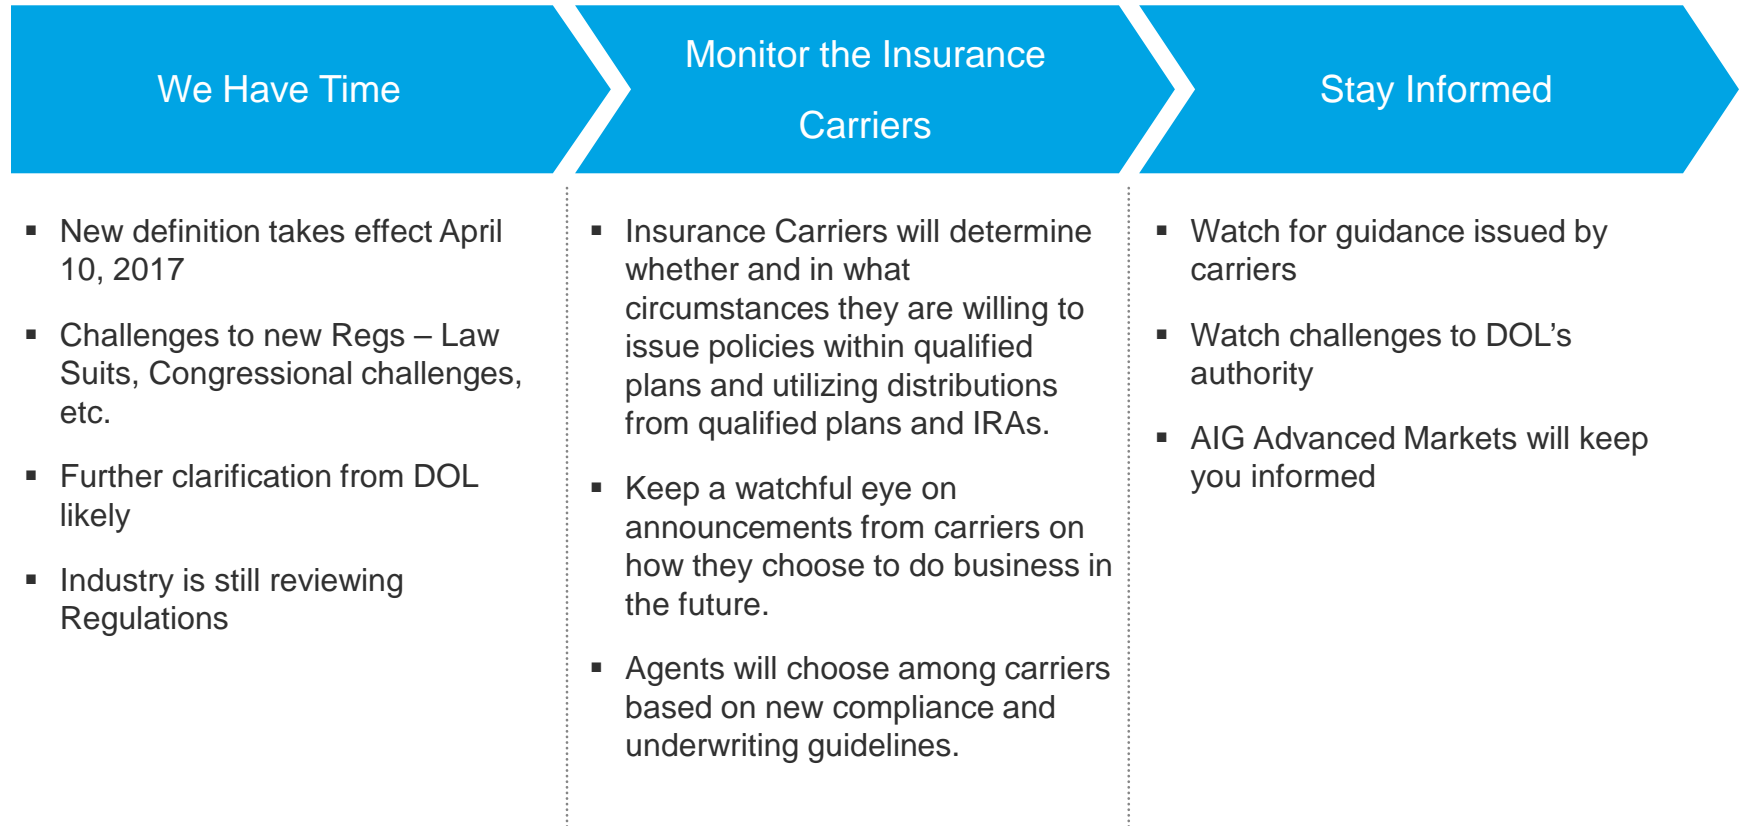 We Have Time
Monitor the Insurance
Carriers
Stay Informed
▪ New definition takes effect April
10, 2017
▪ Challenges to new Regs – Law
Suits, Congressional challenges,
etc.
▪ Further clarification from DOL
likely
▪ Industry is still reviewing
Regulations
▪ Insurance Carriers will determine
whether and in what
circumstances they are willing to
issue policies within qualified
plans and utilizing distributions
from qualified plans and IRAs.
▪ Keep a watchful eye on
announcements from carriers on
how they choose to do business in
the future.
▪ Agents will choose among carriers
based on new compliance and
underwriting guidelines.
▪ Watch for guidance issued by
carriers
▪ Watch challenges to DOL’s
authority
▪ AIG Advanced Markets will keep
you informed